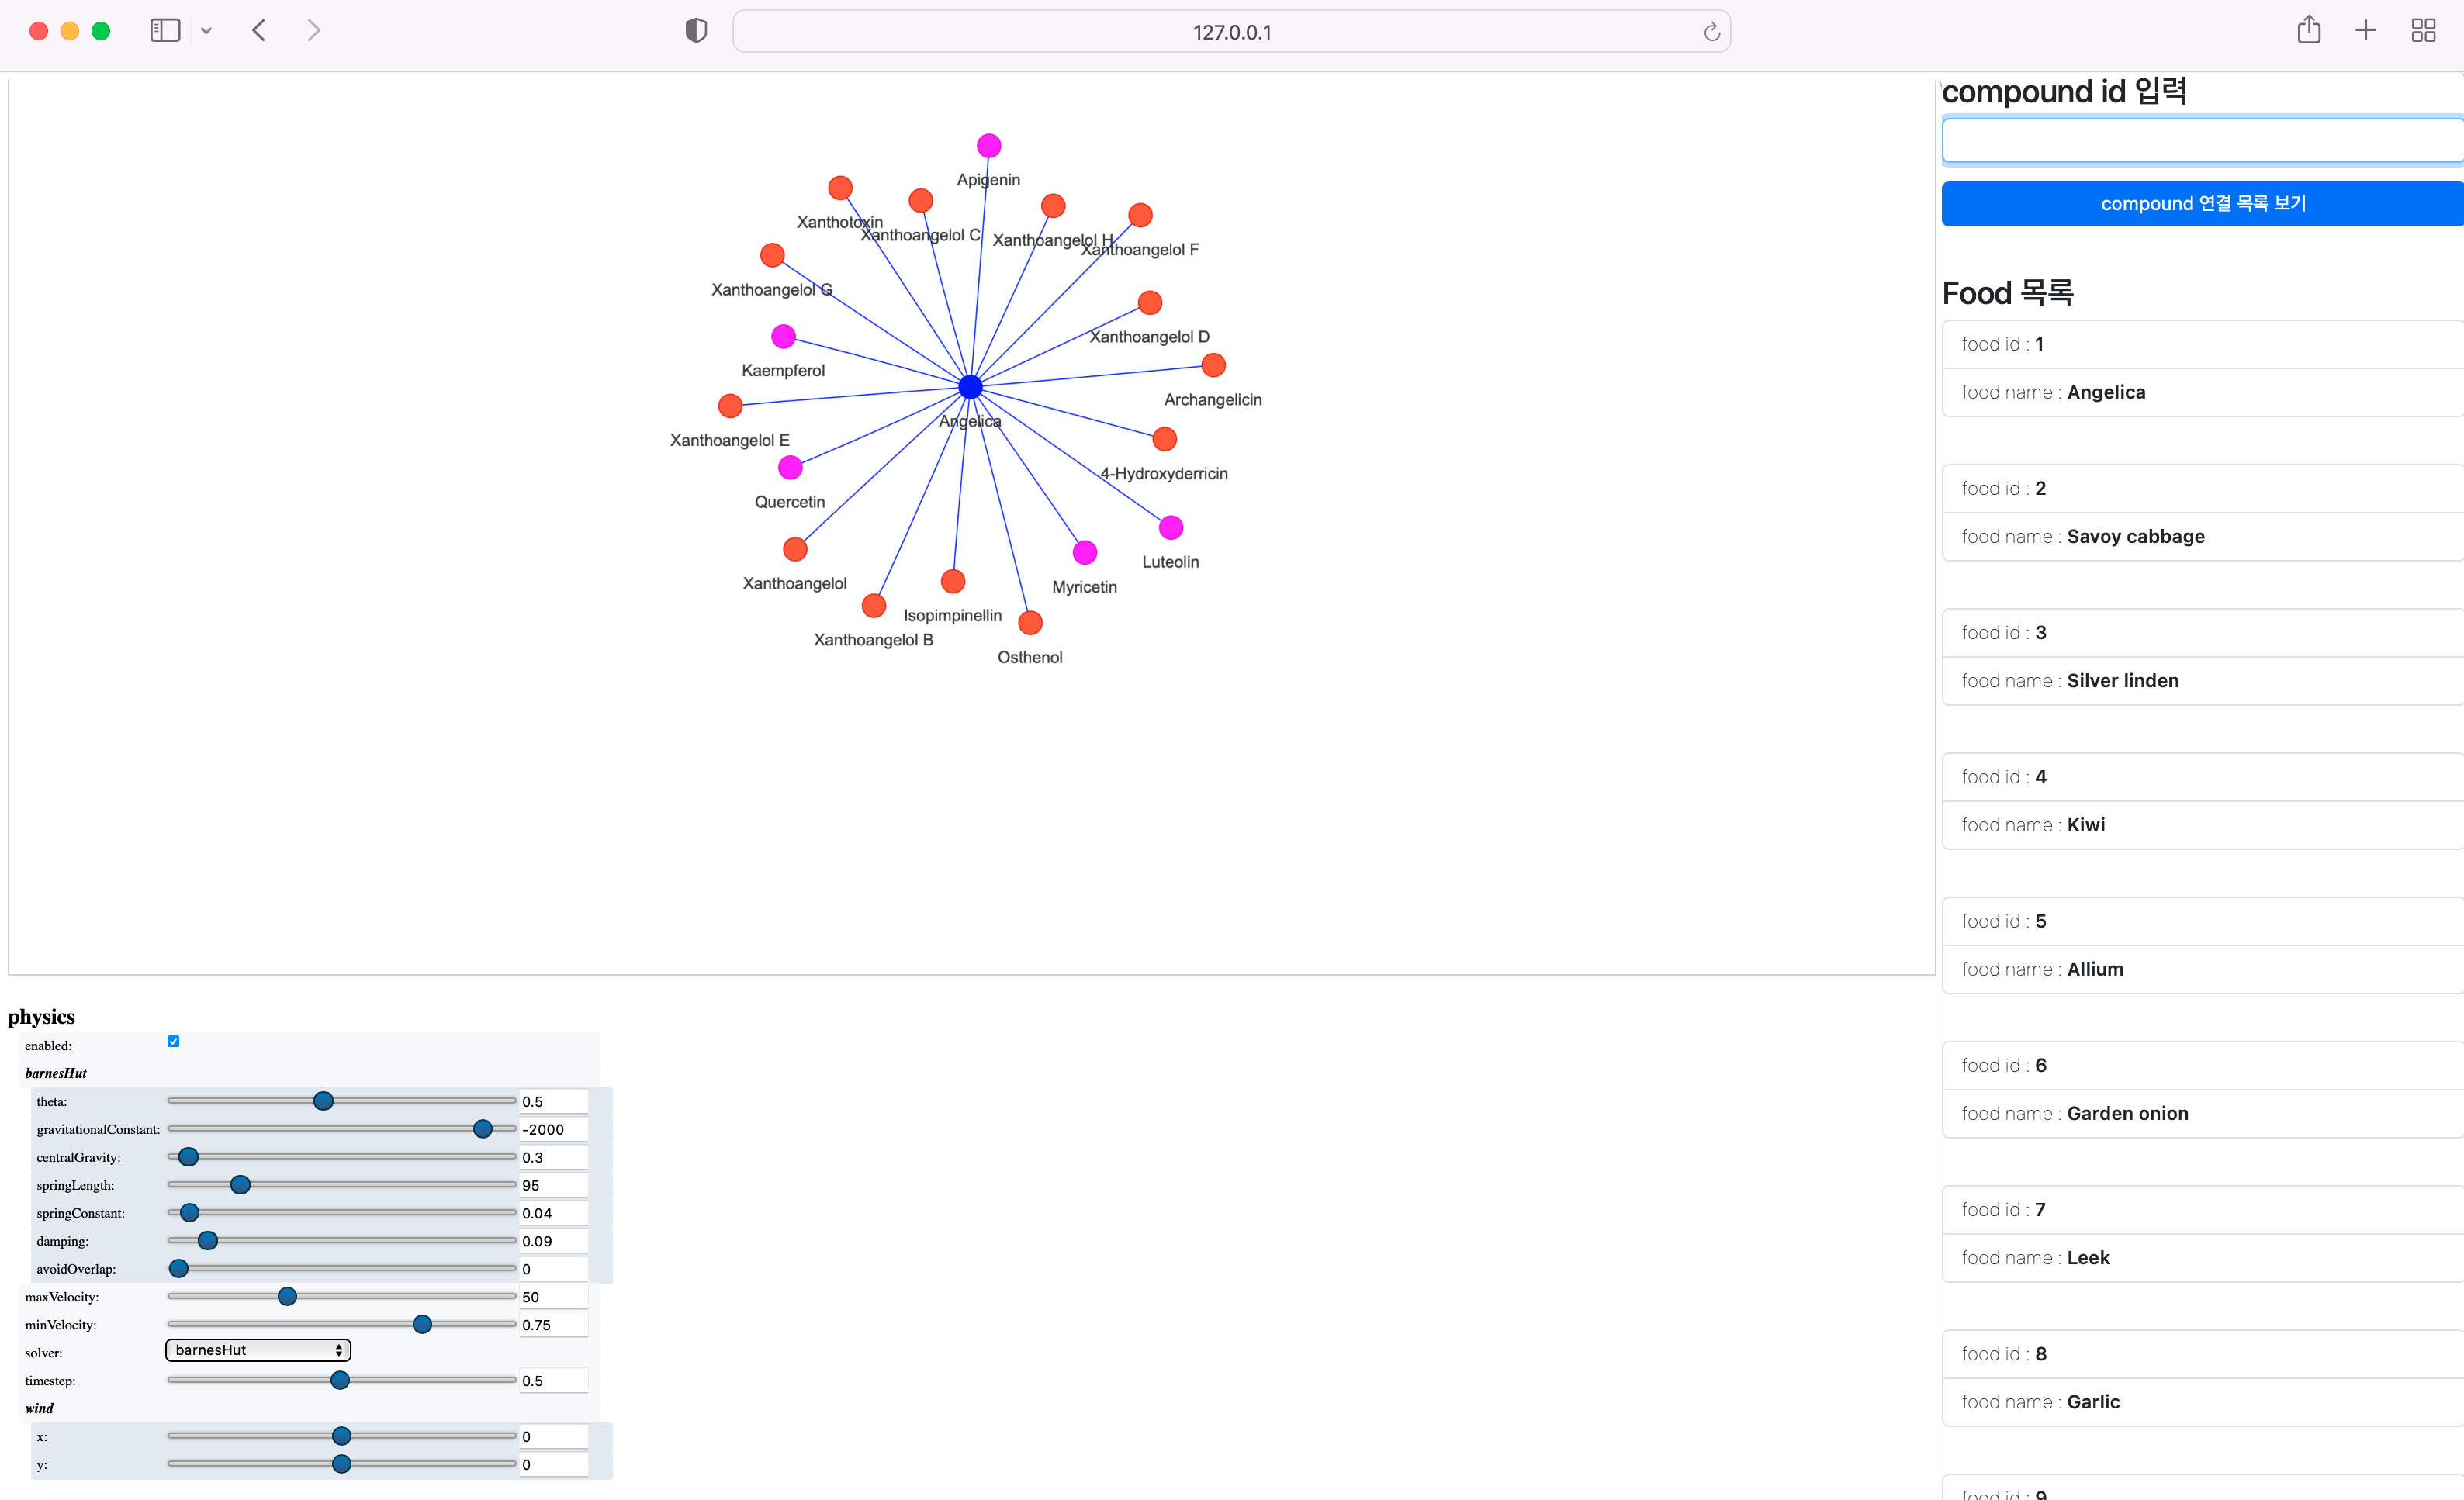 127.0.0.1
Apigenin
Xanthotoxin
Xanthoangelol C
Xanthoangelol H
Xanthoangelol F
Xanthoangelol G
Xanthoangelol D
Kaempferol
Archangelicin
Angelica
Xanthoangelol E
4-Hydroxyderricin
Quercetin
Luteolin
Xanthoangelol
Myricetin
Isopimpinellin
Xanthoangelol B
Osthenol
physics
enabled:
barnesHut
theta: 0.5
gravitationalConstant: -2000
centralGravity: 0.3
springLength: 95
springConstant: 0.04
damping: 0.09
avoidOverlap: 0
maxVelocity: 50
minVelocity: 0.75
solver: barnesHut
timestep: 0.5
wind
x: 0
y: 0
compound id 입력
compound 연결 목록 보기
Food 목록
food id : 1
food name : Angelica
food id : 2
food name : Savoy cabbage
food id : 3
food name : Silver linden
food id : 4
food name : Kiwi
food id : 5
food name : Allium
food id : 6
food name : Garden onion
food id : 7
food name : Leek
food id : 8
food name : Garlic
food id : 9